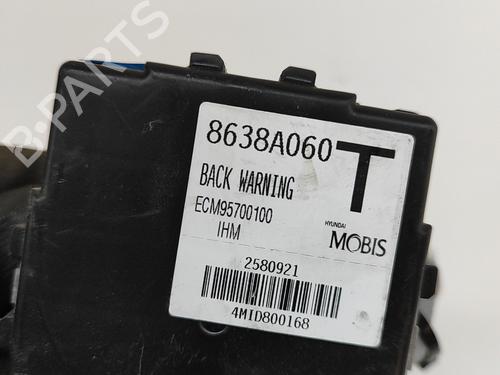 B-PARTS
8638A060
T
BACK WARNING
ECM95700100
IHM
HYUNDAI
MOBIS
2580921
4MID800168